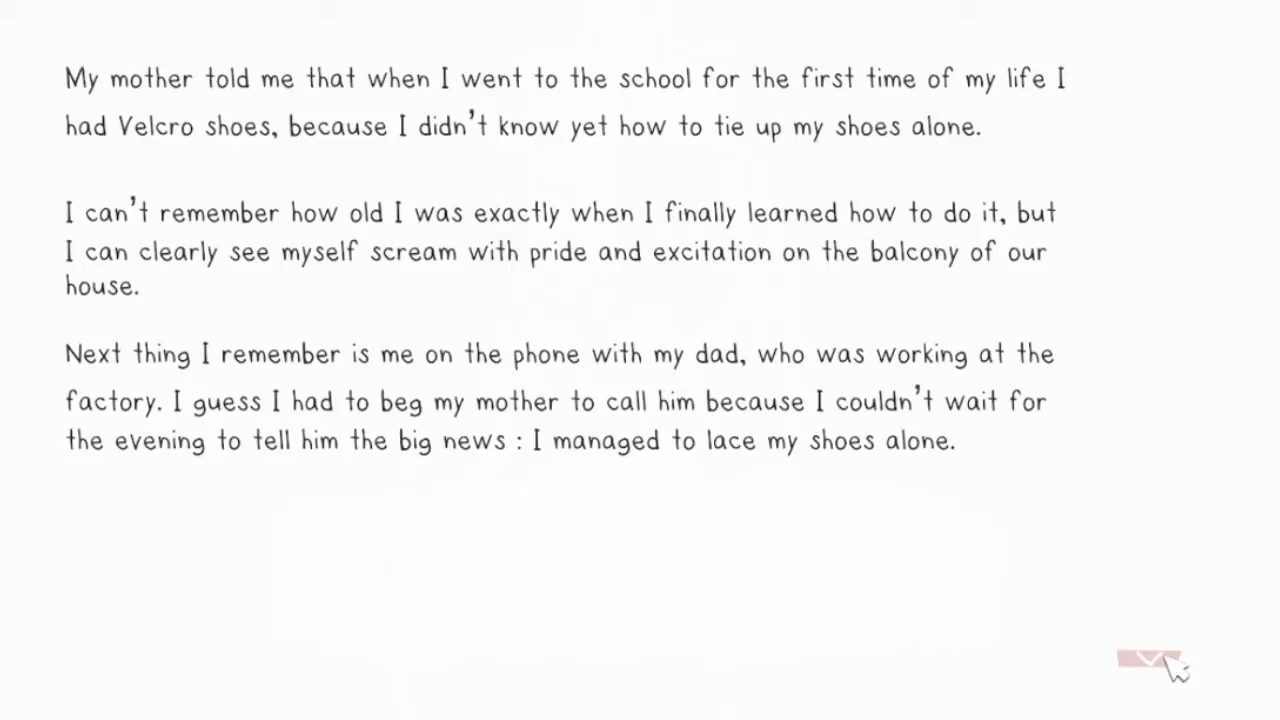 My mother told me that when I went to the school for the first time of my life I
had Velcro shoes, because I didn't know yet how to tie up my shoes alone.
I can't remember how old I was exactly when I finally learned how to do it, but
I can clearly see myself scream with pride and excitation on the balcony of our
house.
Next thing I remember is me on the phone with my dad, who was working at the
factory. I guess I had to beg my mother to call him because I couldn't wait for
the evening to tell him the big news : I managed to lace my shoes alone.